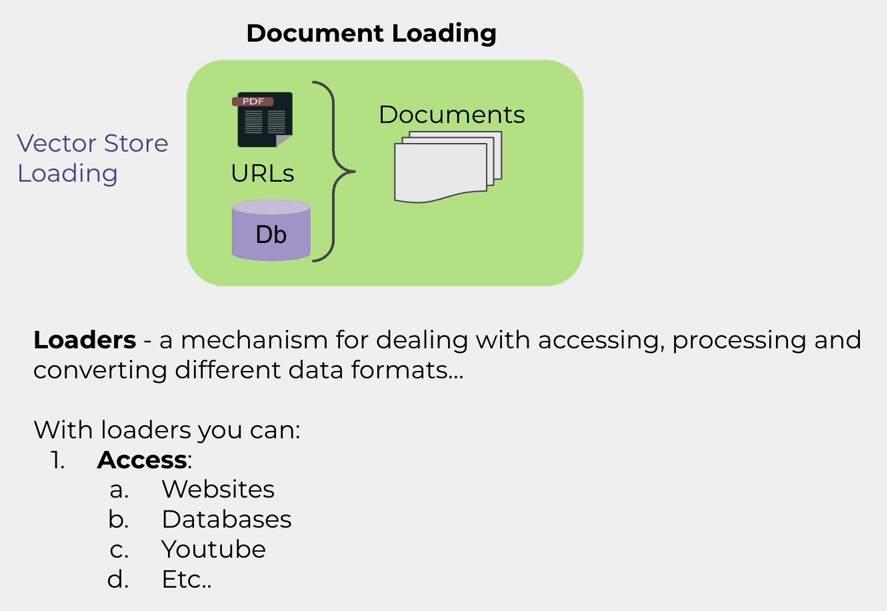 Document Loading
Vector Store
Loading
PDF
URLs
Db
Documents
Loaders - a mechanism for dealing with accessing, processing and
converting different data formats...
With loaders you can:
1. Access:
a. Websites
b. Databases
c. Youtube
d. Etc..